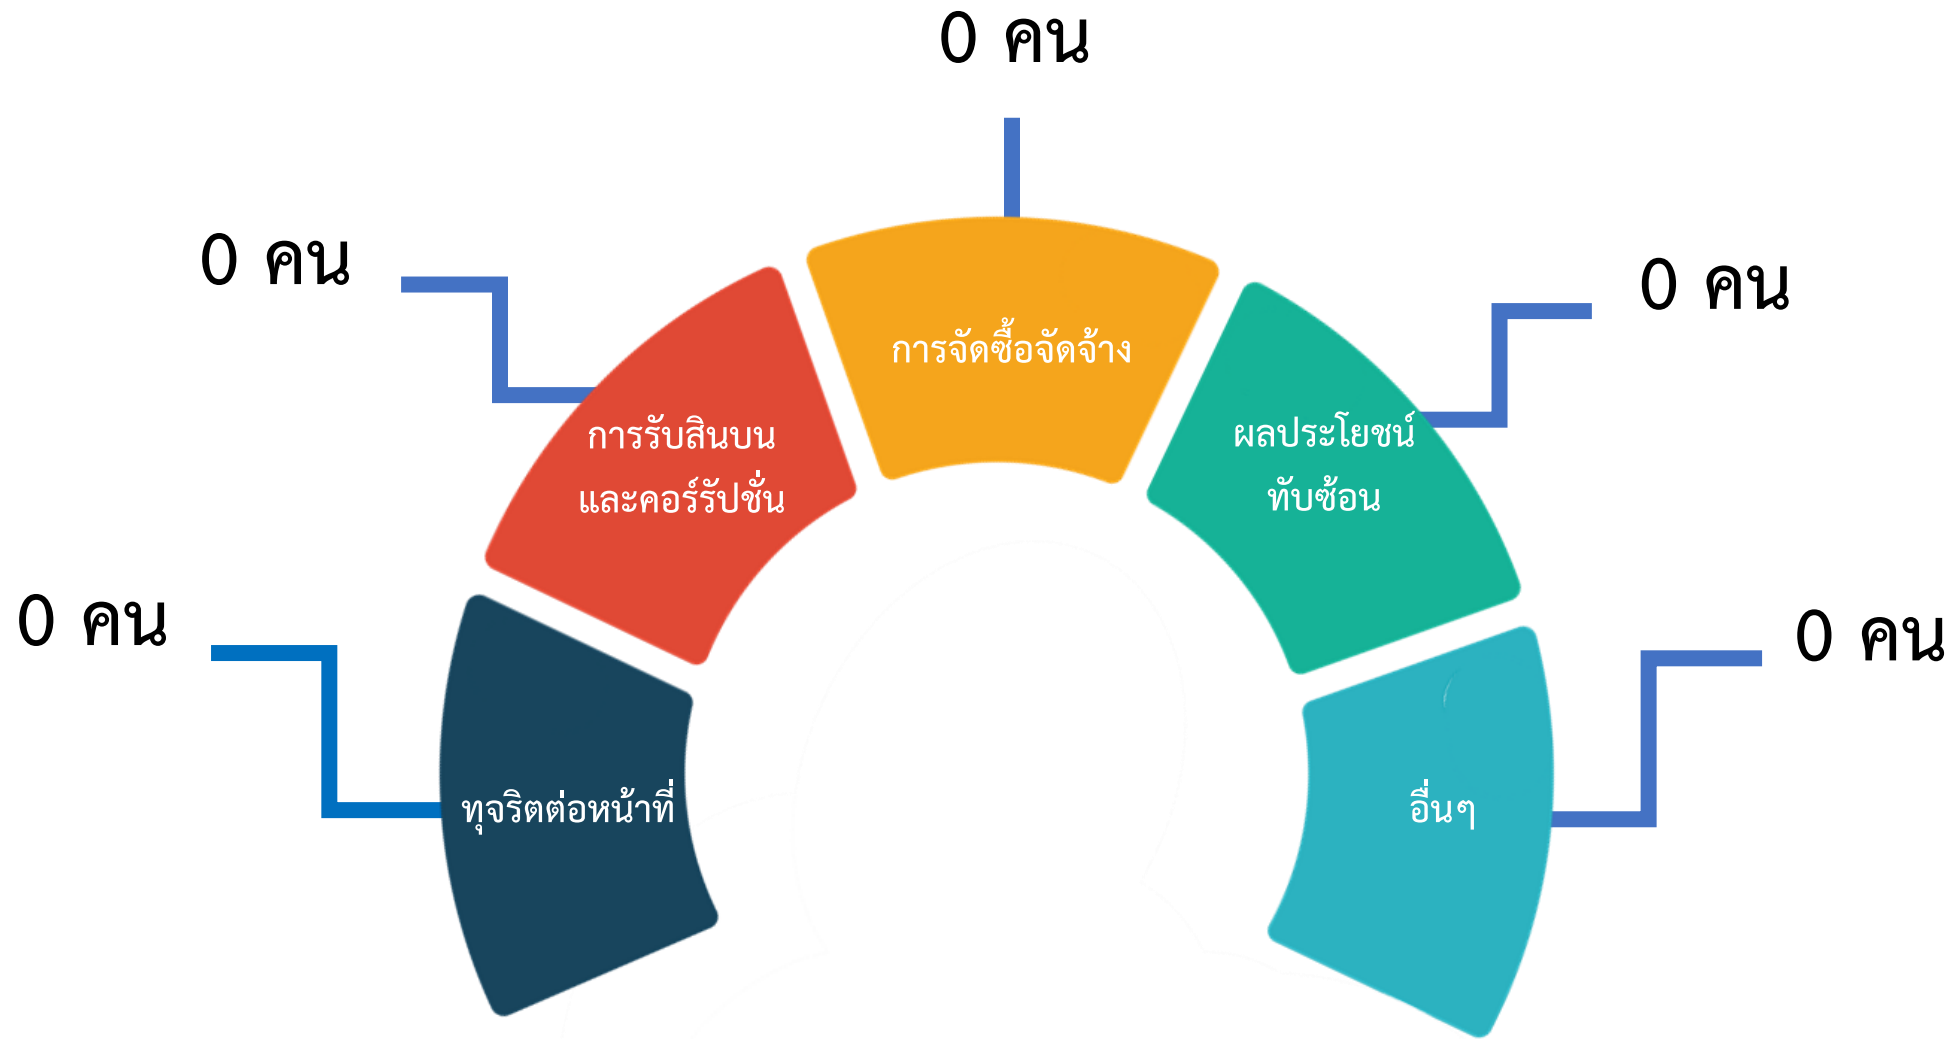 0 คน
0 คน
0 คน
การจัดซื้อจัดจ้าง
การรับสินบน
และคอร์รัปชั่น
ผลประโยชน์
ทับซ้อน
0 คน
0 คน
ทุจริตต่อหน้าที่
อื่นๆ